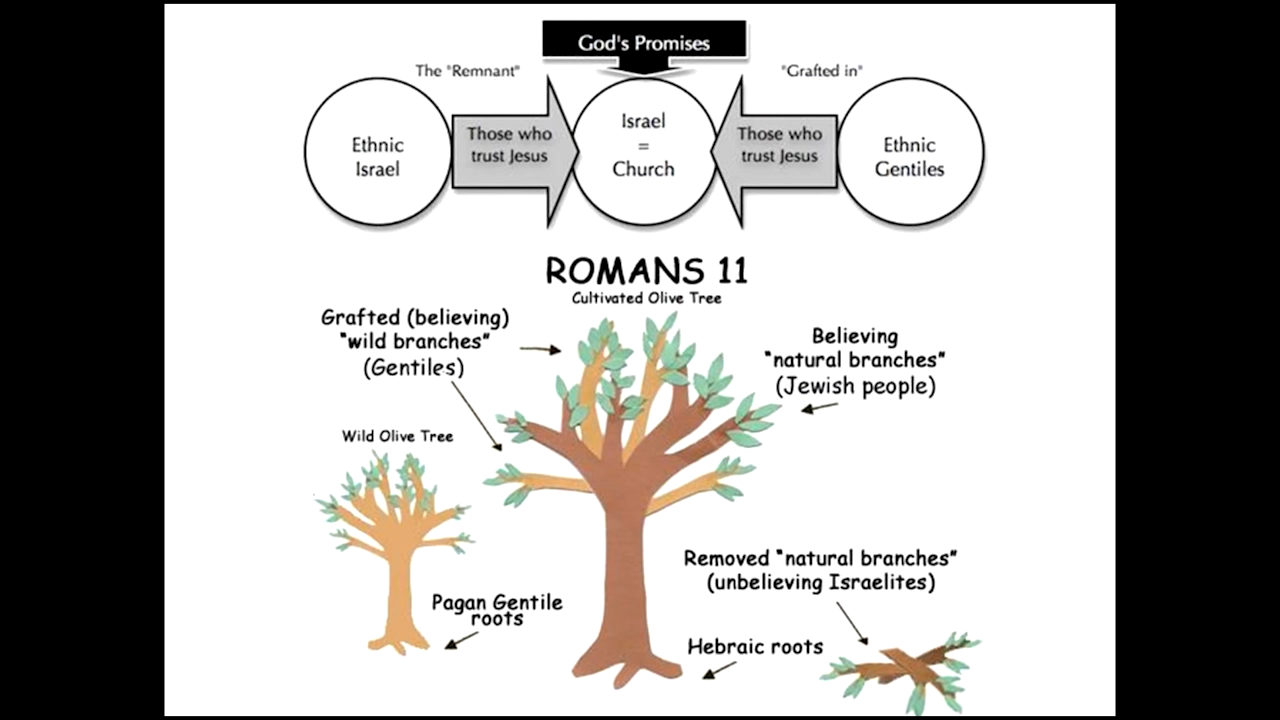 God's Promises
The "Remnant"
"Grafted in"
Ethnic
Israel
Those who
trust Jesus
Israel
=
Church
Those who
trust Jesus
Ethnic
Gentiles
ROMANS 11
Cultivated Olive Tree
Grafted (believing)
"wild branches"
(Gentiles)
Believing
"natural branches"
(Jewish people)
Wild Olive Tree
Removed "natural branches"
(unbelieving Israelites)
Pagan Gentile
roots
Hebraic roots